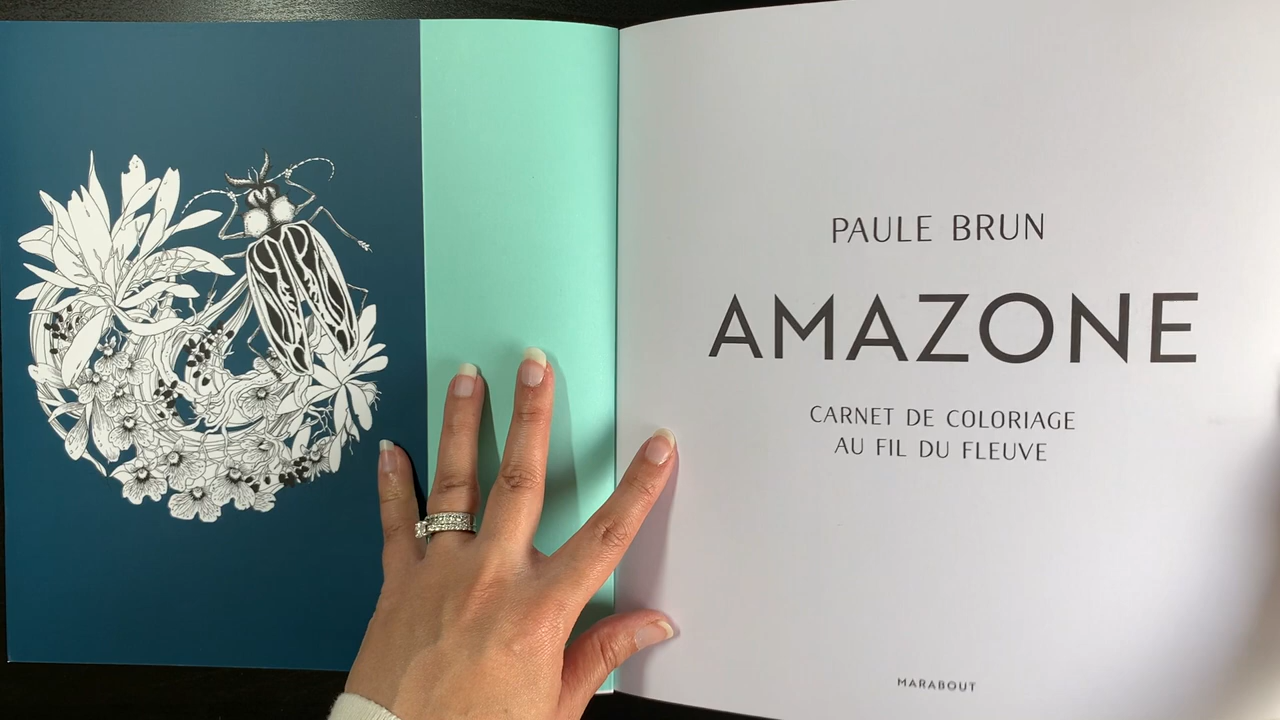 PAULE BRUN
AMAZONE
CARNET DE COLORIAGE
AU FIL DU FLEUVE
MARABOUT